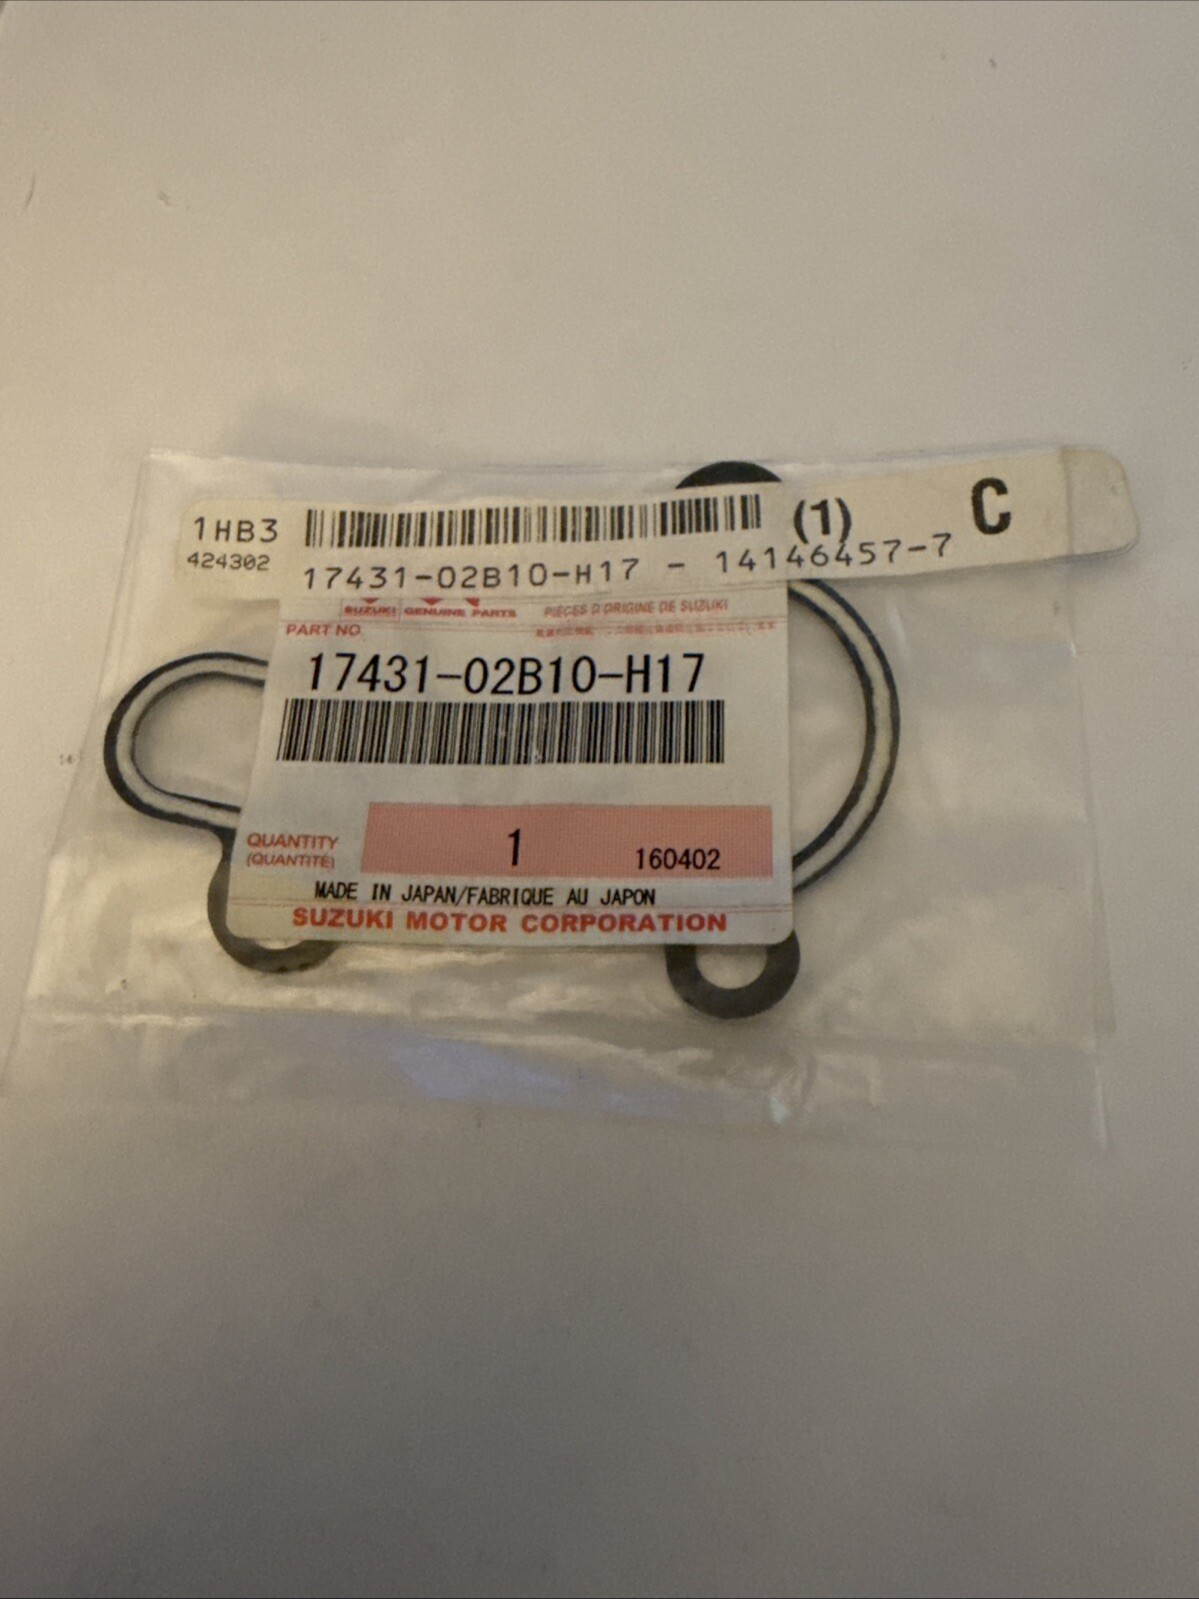 1HB3 (1) C
424302 17431-02B10-H17 - 14146457-7
SUZUKI GENUINE PARTS PIÈCES D'ORIGINE DE SUZUKI
PART NO.
17431-02B10-H17
QUANTITY 1 160402
(QUANTITÉ)
MADE IN JAPAN/FABRIQUE AU JAPON
SUZUKI MOTOR CORPORATION